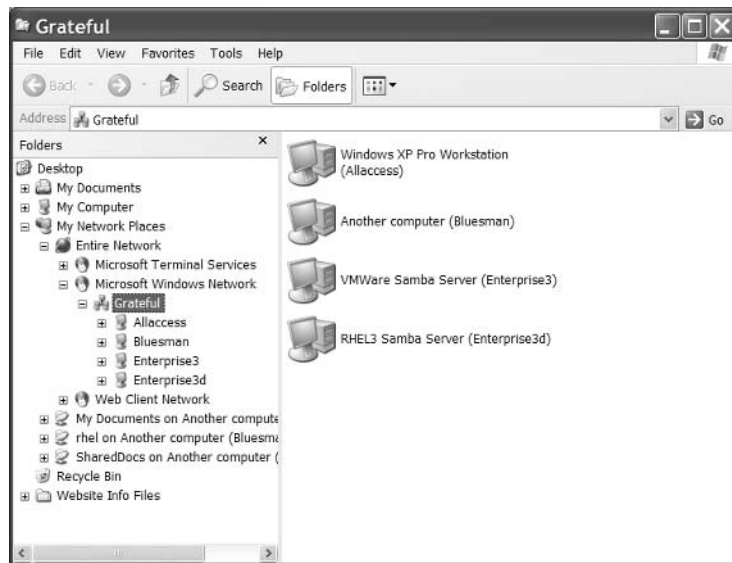 Grateful
File Edit View Favorites Tools Help
Back Search Folders
Address Grateful Go
Folders x
Desktop
My Documents
My Computer
My Network Places
Entire Network
Microsoft Terminal Services
Microsoft Windows Network
Grateful
Allaccess
Bluesman
Enterprise3
Enterprise3d
Web Client Network
My Documents on Another compute
rhel on Another computer (Bluesma
SharedDocs on Another computer (
Recycle Bin
Website Info Files
Windows XP Pro Workstation
(Allaccess)
Another computer (Bluesman)
VMWare Samba Server (Enterprise3)
RHEL3 Samba Server (Enterprise3d)